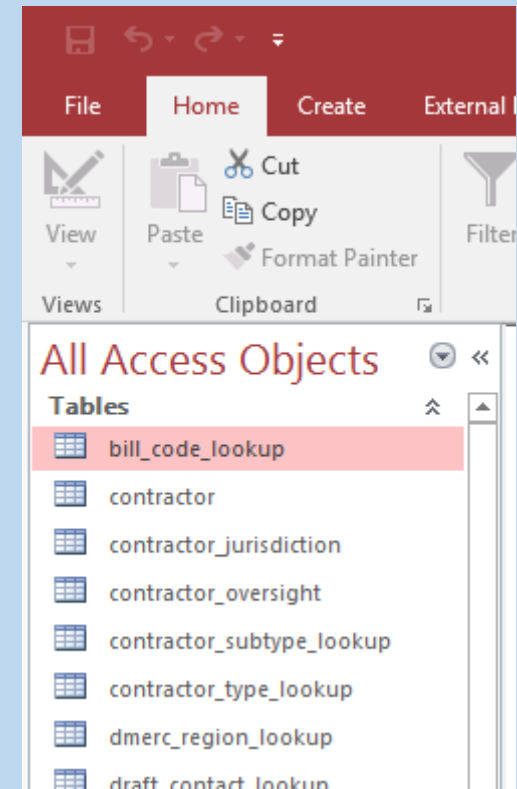 File Home Create External
View
Paste
Cut
Copy
Format Painter
Filter
Views Clipboard
All Access Objects
Tables
bill_code_lookup
contractor
contractor_jurisdiction
contractor_oversight
contractor_subtype_lookup
contractor_type_lookup
dmerc_region_lookup
draft_contact_lookup